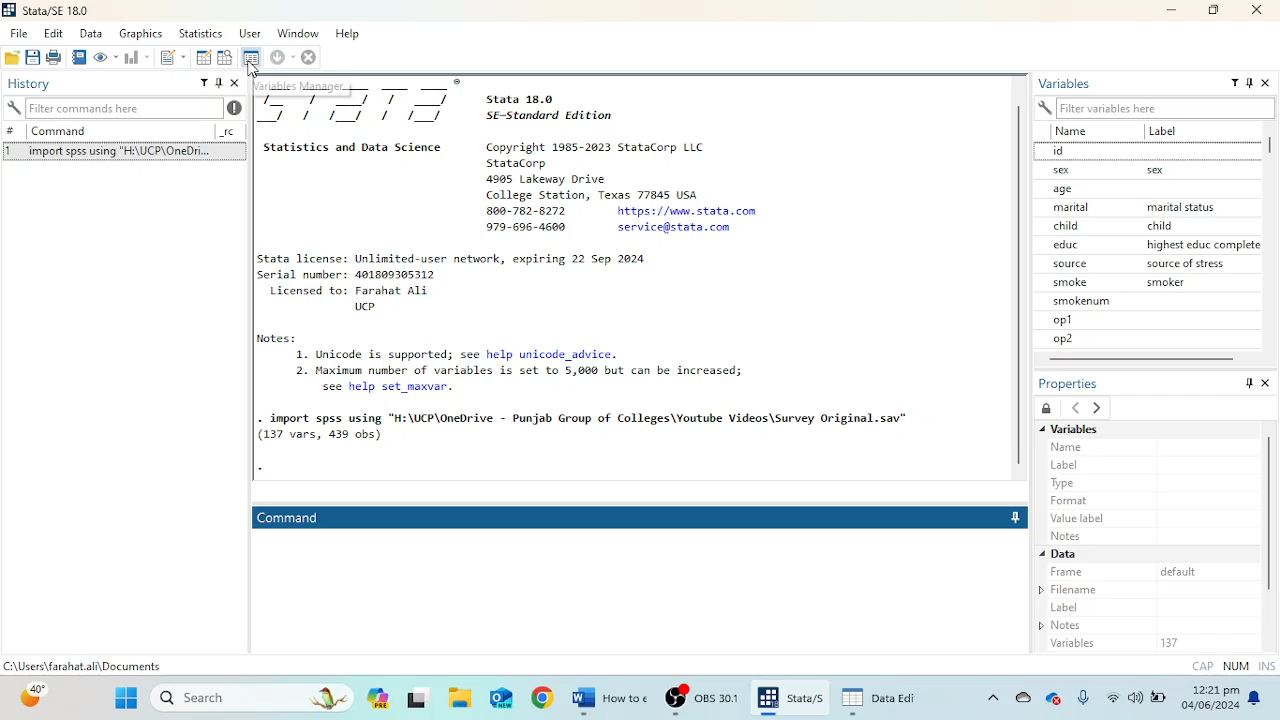 Stata/SE 18.0
File Edit Data Graphics Statistics User Window Help
Variables Manager
History
Filter commands here
# Command _rc
1 import spss using "H:\UCP\OneDri...
Stata 18.0
SE—Standard Edition
Statistics and Data Science Copyright 1985-2023 StataCorp LLC
StataCorp
4905 Lakeway Drive
College Station, Texas 77845 USA
800-782-8272 https://www.stata.com
979-696-4600 service@stata.com
Stata license: Unlimited-user network, expiring 22 Sep 2024
Serial number: 401809305312
Licensed to: Farahat Ali
UCP
Notes:
1. Unicode is supported; see help unicode_advice.
2. Maximum number of variables is set to 5,000 but can be increased;
see help set_maxvar.
. import spss using "H:\UCP\OneDrive - Punjab Group of Colleges\Youtube Videos\Survey Original.sav"
(137 vars, 439 obs)
.
Command
Variables
Filter variables here
Name Label
id
sex sex
age
marital marital status
child child
educ highest educ complete
source source of stress
smoke smoker
smokenum
op1
op2
Properties
Variables
Name
Label
Type
Format
Value label
Notes
Data
Frame default
Filename
Label
Notes
Variables 137
C:\Users\farahat.ali\Documents
CAP NUM INS
40°
Search
PRE
NEW
How to e
OBS 30.1
Stata/S
Data Edi
12:21 pm
04/06/2024